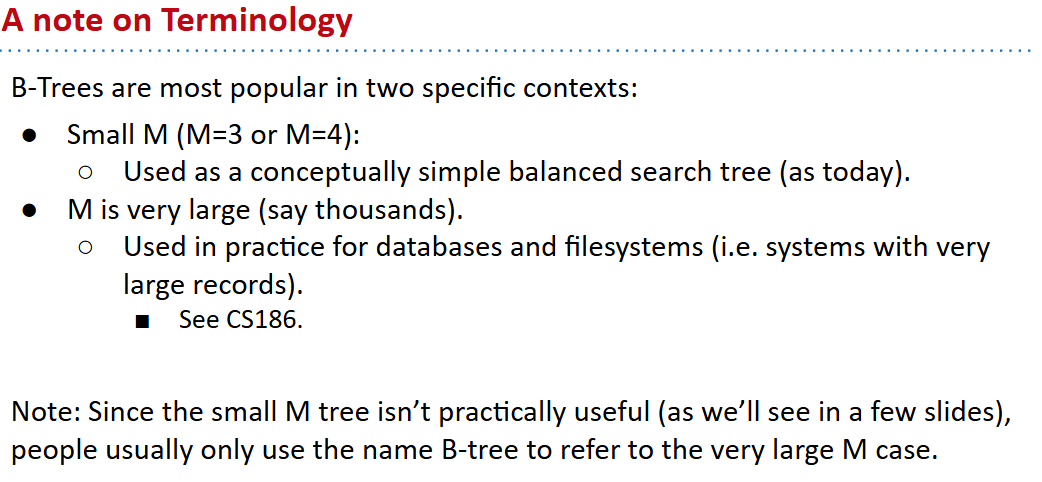 A note on Terminology
B-Trees are most popular in two specific contexts:
● Small M (M=3 or M=4):
○ Used as a conceptually simple balanced search tree (as today).
● M is very large (say thousands).
○ Used in practice for databases and filesystems (i.e. systems with very
large records).
■ See CS186.
Note: Since the small M tree isn’t practically useful (as we’ll see in a few slides),
people usually only use the name B-tree to refer to the very large M case.